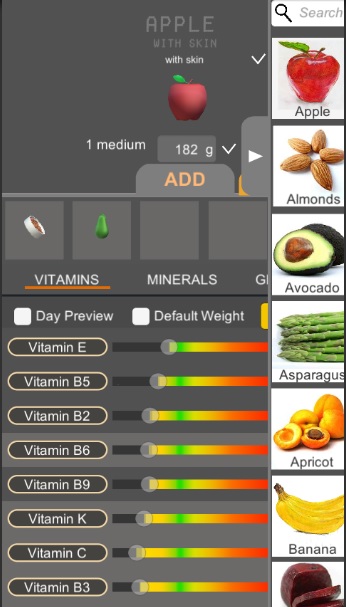 APPLE
WITH SKIN
with skin
1 medium 182 g
ADD
VITAMINS MINERALS
Day Preview Default Weight
Vitamin E
Vitamin B5
Vitamin B2
Vitamin B6
Vitamin B9
Vitamin K
Vitamin C
Vitamin B3
Search
Apple
Almonds
Avocado
Asparagus
Apricot
Banana